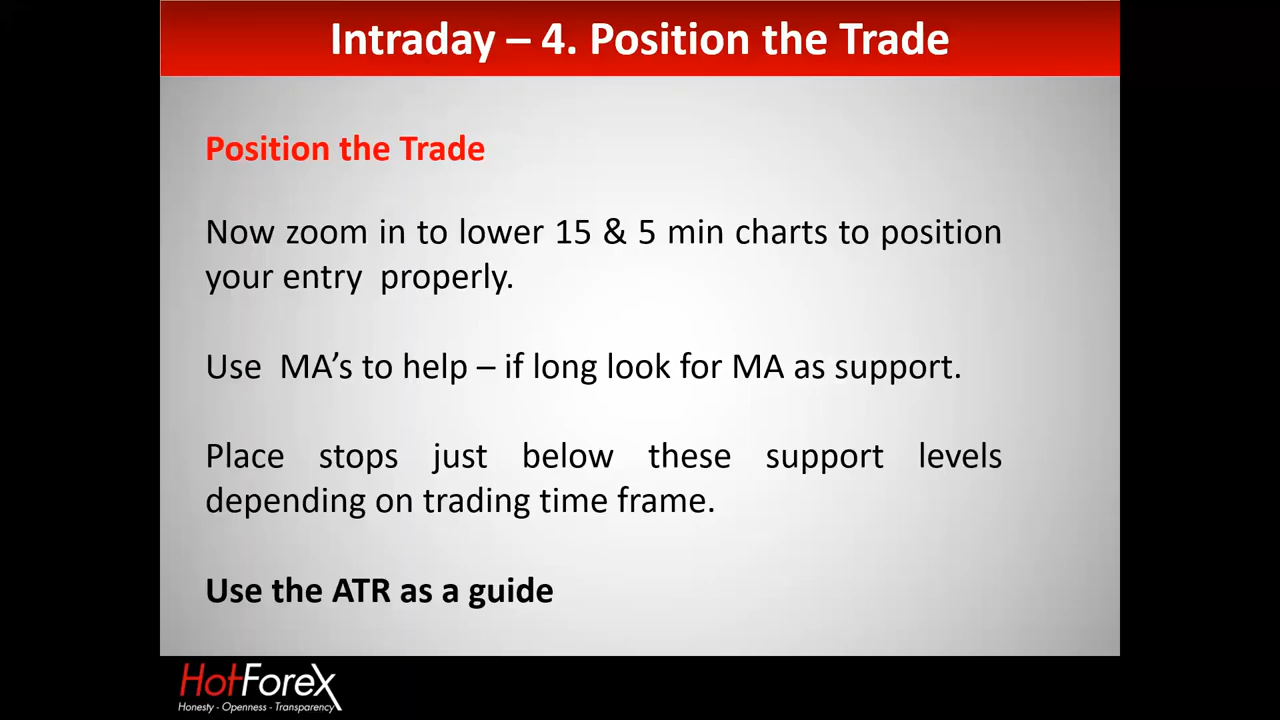 Intraday – 4. Position the Trade
Position the Trade
Now zoom in to lower 15 & 5 min charts to position
your entry properly.
Use MA’s to help – if long look for MA as support.
Place stops just below these support levels
depending on trading time frame.
Use the ATR as a guide
HotForex
Honesty - Openness - Transparency